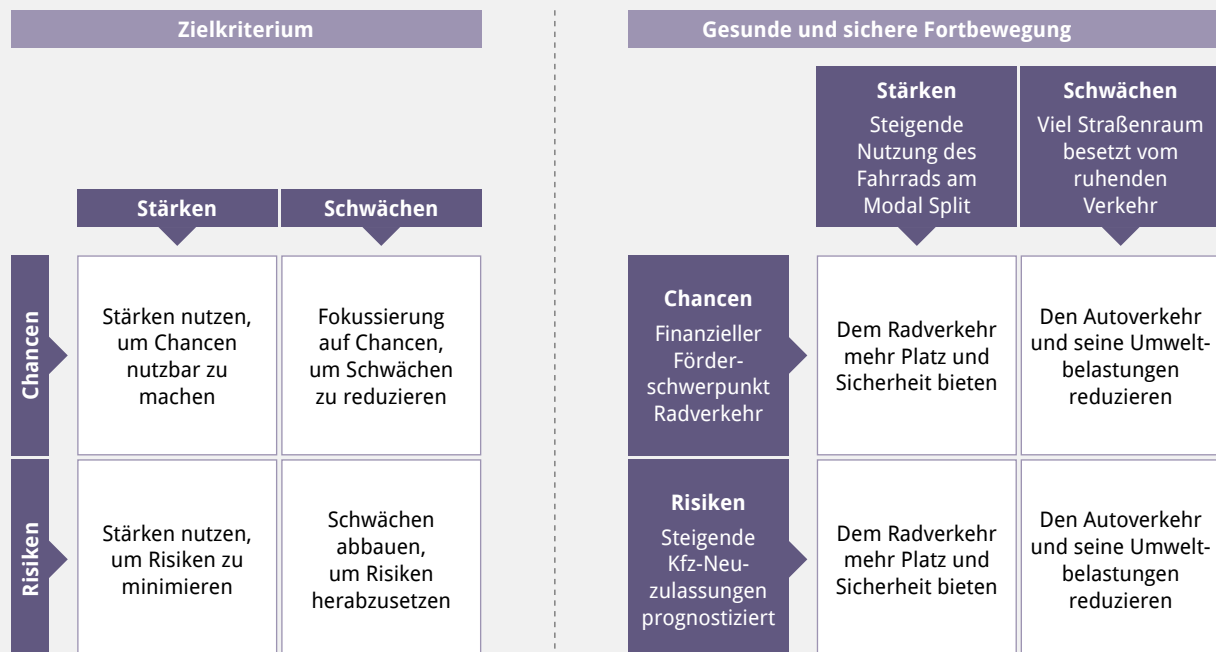 Zielkriterium
Stärken
Schwächen
Chancen
Stärken nutzen,
um Chancen
nutzbar zu
machen
Fokussierung
auf Chancen,
um Schwächen
zu reduzieren
Risiken
Stärken nutzen,
um Risiken zu
minimieren
Schwächen
abbauen,
um Risiken
herabzusetzen
Gesunde und sichere Fortbewegung
Stärken
Steigende
Nutzung des
Fahrrads am
Modal Split
Schwächen
Viel Straßenraum
besetzt vom
ruhenden
Verkehr
Chancen
Finanzieller
Förder-
schwerpunkt
Radverkehr
Dem Radverkehr
mehr Platz und
Sicherheit bieten
Den Autoverkehr
und seine Umwelt-
belastungen
reduzieren
Risiken
Steigende
Kfz-Neu-
zulassungen
prognostiziert
Dem Radverkehr
mehr Platz und
Sicherheit bieten
Den Autoverkehr
und seine Umwelt-
belastungen
reduzieren